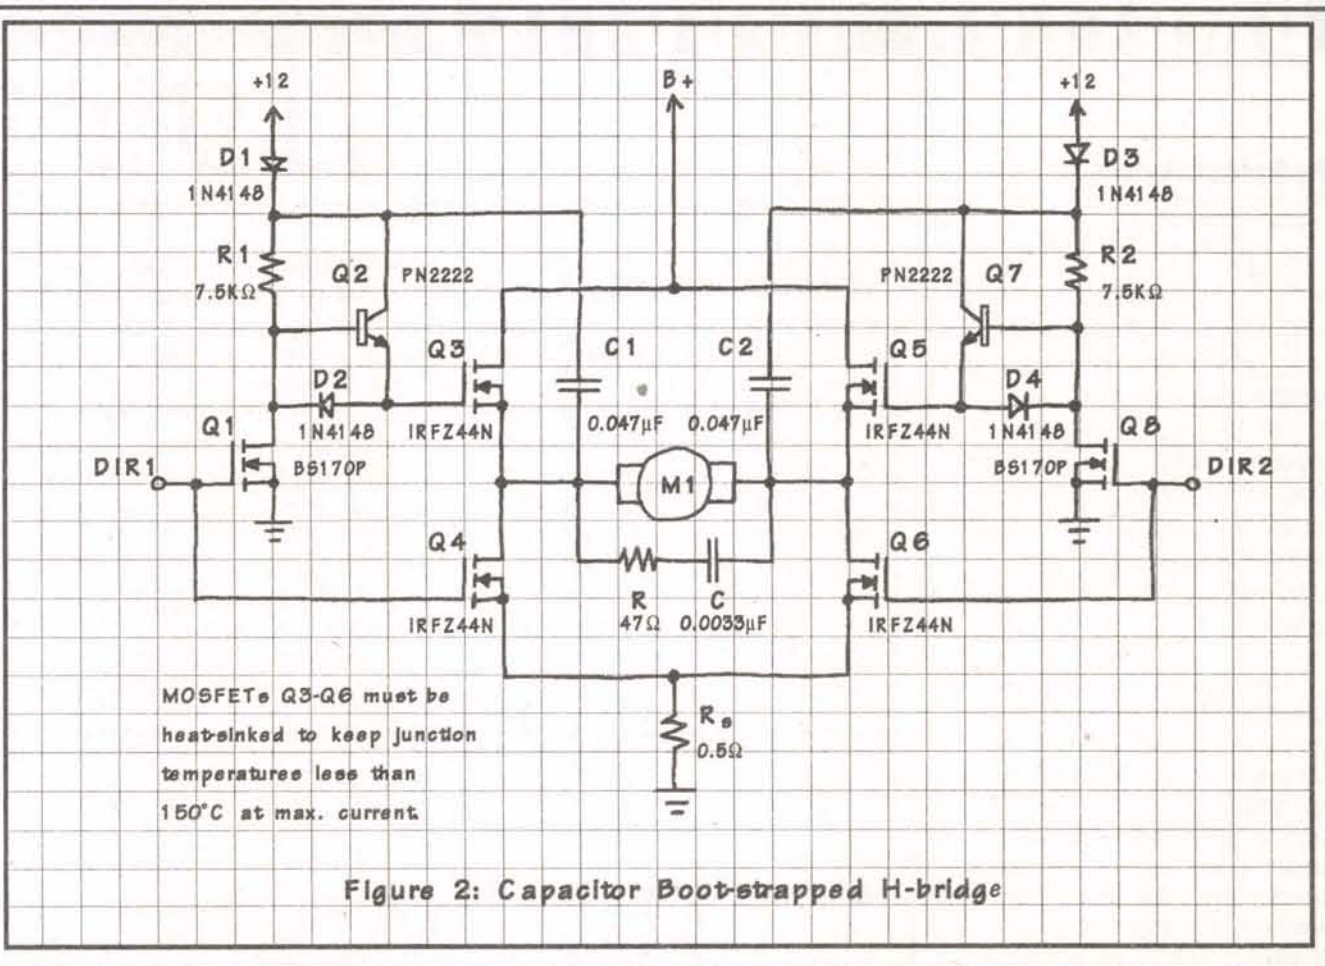 +12
B+
+12
D1
1N4148
D3
1N4148
R1
7.5KΩ
Q2
PN2222
PN2222
Q7
R2
7.5KΩ
Q3
C1
C2
Q5
D2
1N4148
IRFZ44N
0.047µF
0.047µF
IRFZ44N
D4
1N4148
Q1
BS170P
DIR1
M1
BS170P
Q8
DIR2
Q4
IRFZ44N
R
47Ω
C
0.0033µF
Q6
IRFZ44N
MOSFETs Q3-Q6 must be
heat-sinked to keep junction
temperatures less than
150°C at max. current.
Rs
0.5Ω
Figure 2: Capacitor Boot-strapped H-bridge